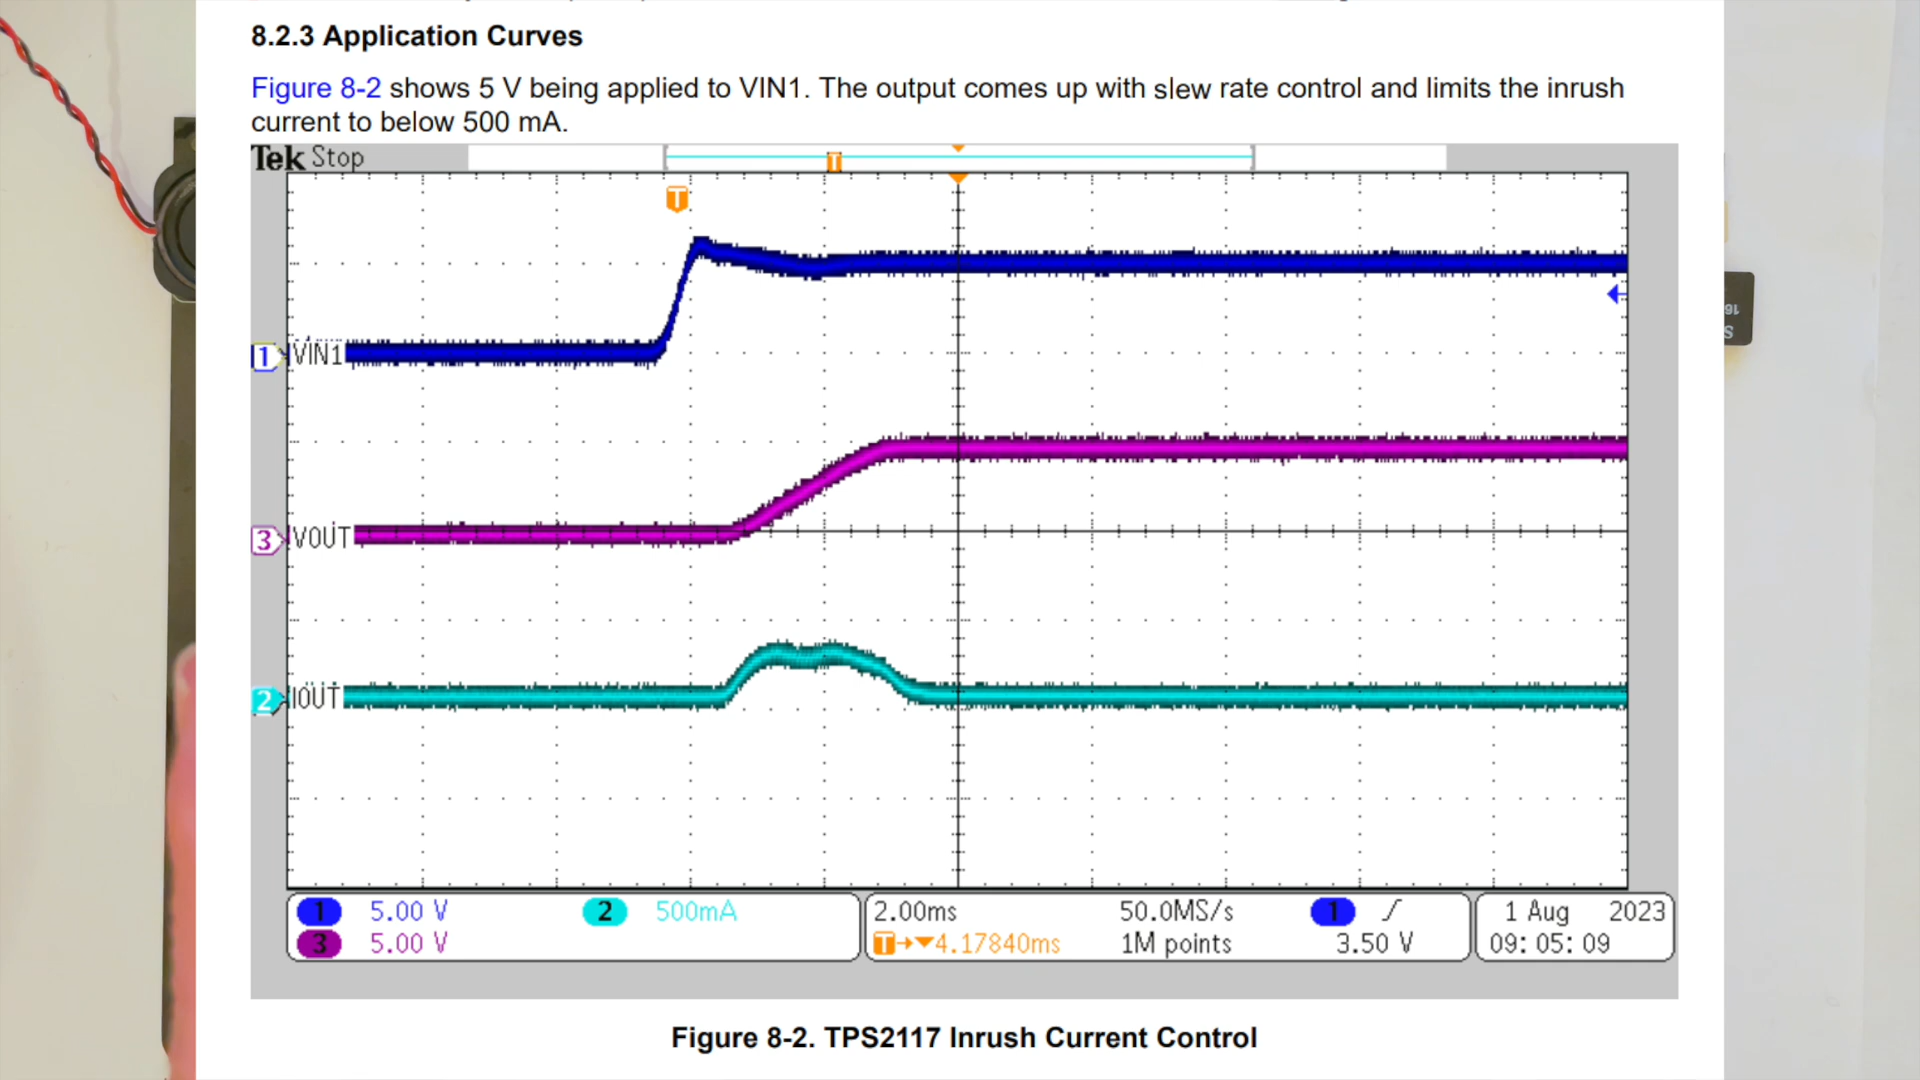 8.2.3 Application Curves
Figure 8-2 shows 5 V being applied to VIN1. The output comes up with slew rate control and limits the inrush
current to below 500 mA.
Tek Stop
T
T
1 VIN1
3 VOUT
2 IOUT
1 5.00 V 2 500mA
3 5.00 V
2.00ms 50.0MS/s 1
T→▼4.17840ms 1M points 3.50 V
1 Aug 2023
09:05:09
Figure 8-2. TPS2117 Inrush Current Control